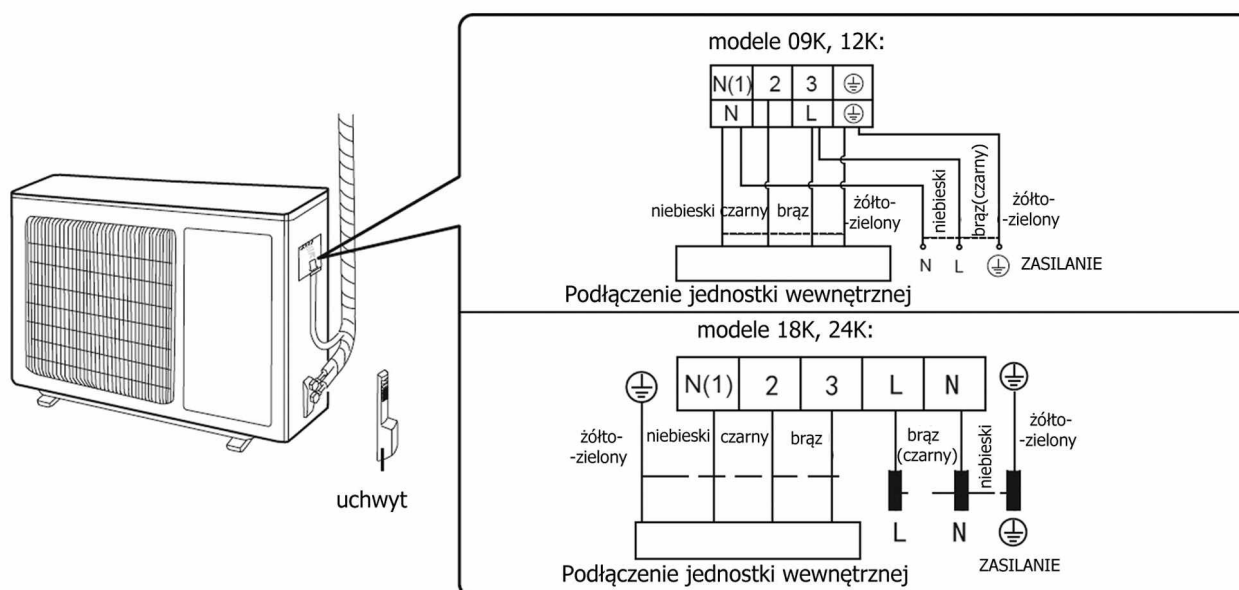 modele 09K, 12K:
N(1) 2 3
N L
niebieski czarny brąz żółto-
-zielony
niebieski
brąz(czarny)
żółto-
-zielony
N L ZASILANIE
Podłączenie jednostki wewnętrznej
modele 18K, 24K:
N(1) 2 3 L N
żółto-
-zielony
niebieski czarny brąz
brąz
(czarny)
niebieski
żółto-
-zielony
L N
ZASILANIE
Podłączenie jednostki wewnętrznej
uchwyt